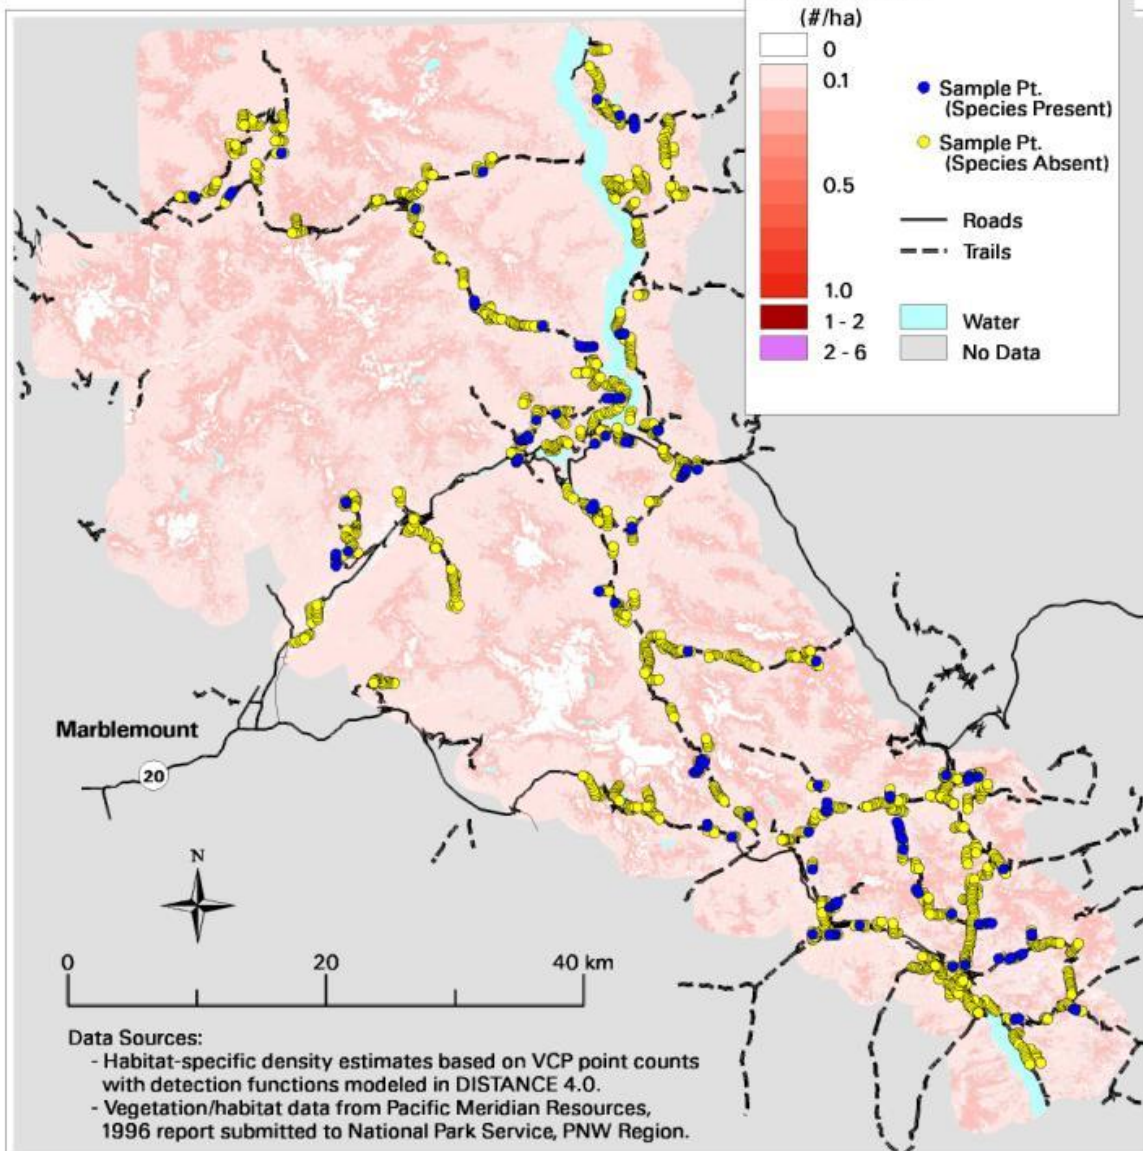 (#/ha)
0
0.1
0.5
1.0
1 - 2
2 - 6
Sample Pt.
(Species Present)
Sample Pt.
(Species Absent)
Roads
Trails
Water
No Data
Marblemount
20
N
0 20 40 km
Data Sources:
- Habitat-specific density estimates based on VCP point counts
with detection functions modeled in DISTANCE 4.0.
- Vegetation/habitat data from Pacific Meridian Resources,
1996 report submitted to National Park Service, PNW Region.